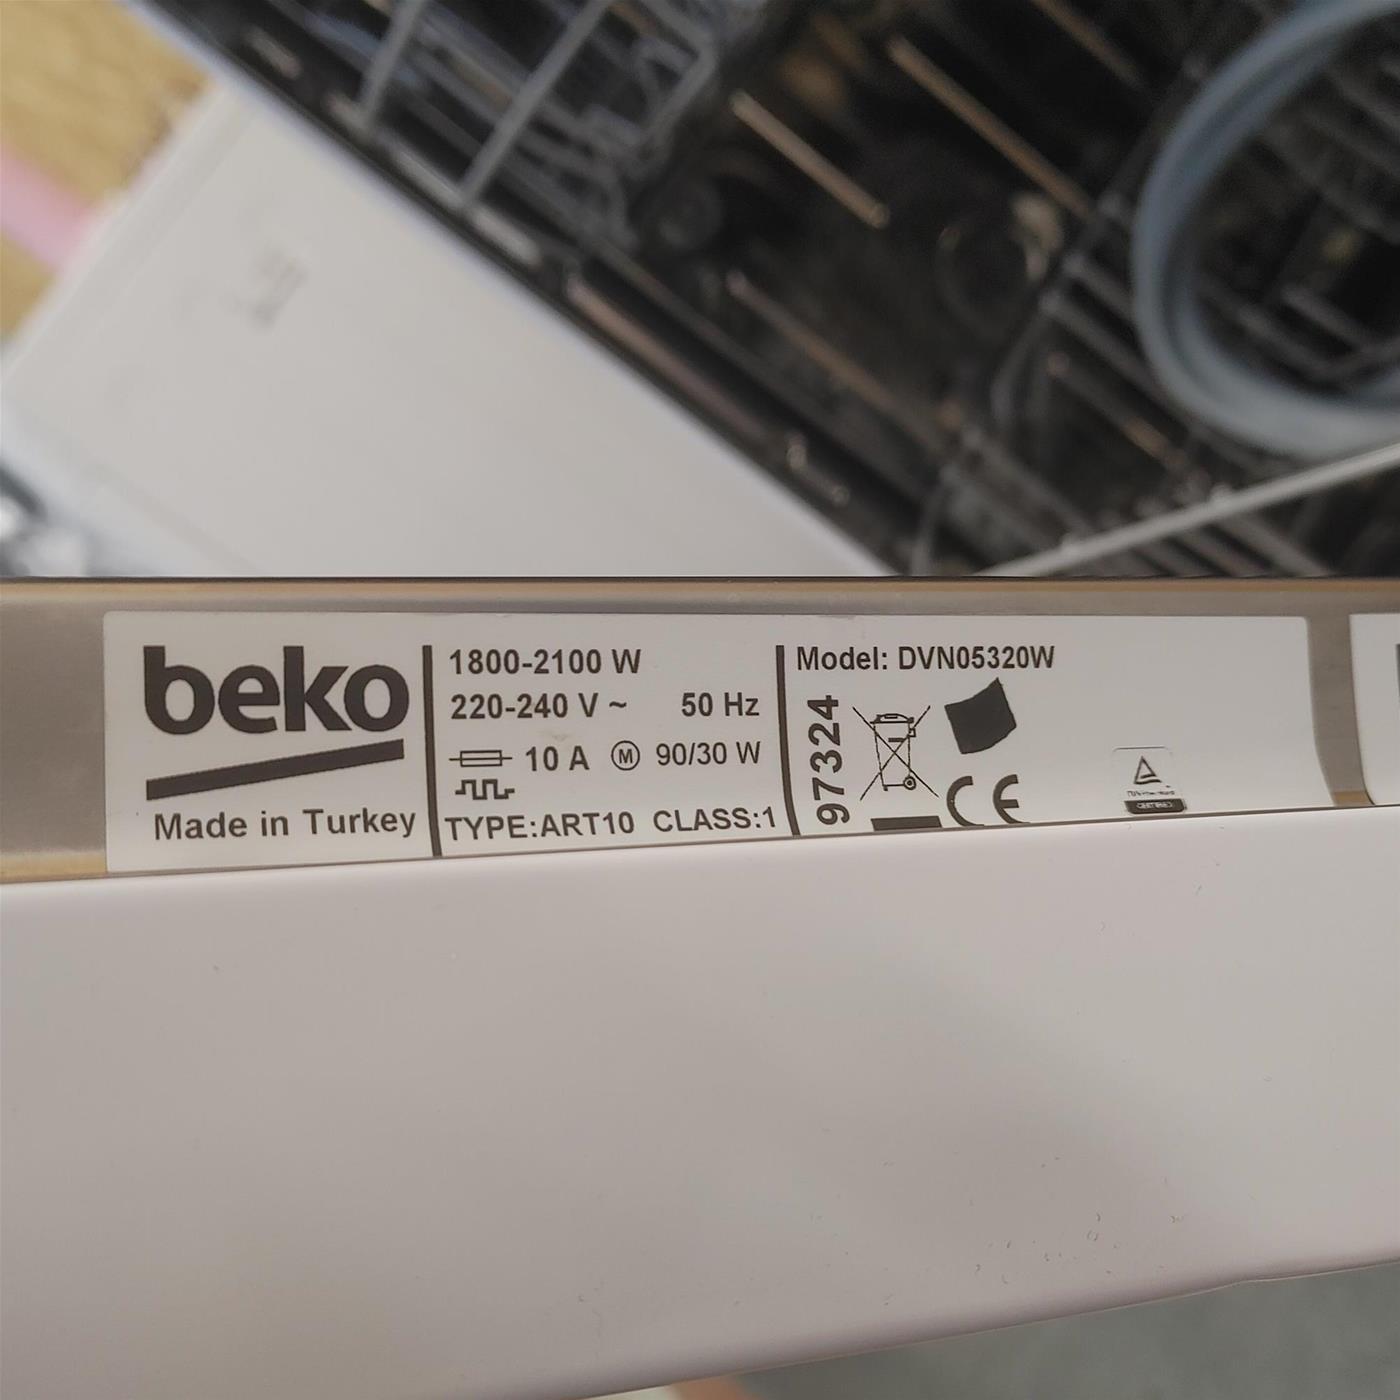 beko
Made in Turkey
1800-2100 W
220-240 V ~ 50 Hz
10 A M 90/30 W
TYPE:ART10 CLASS:1
Model: DVN05320W
97324
CE